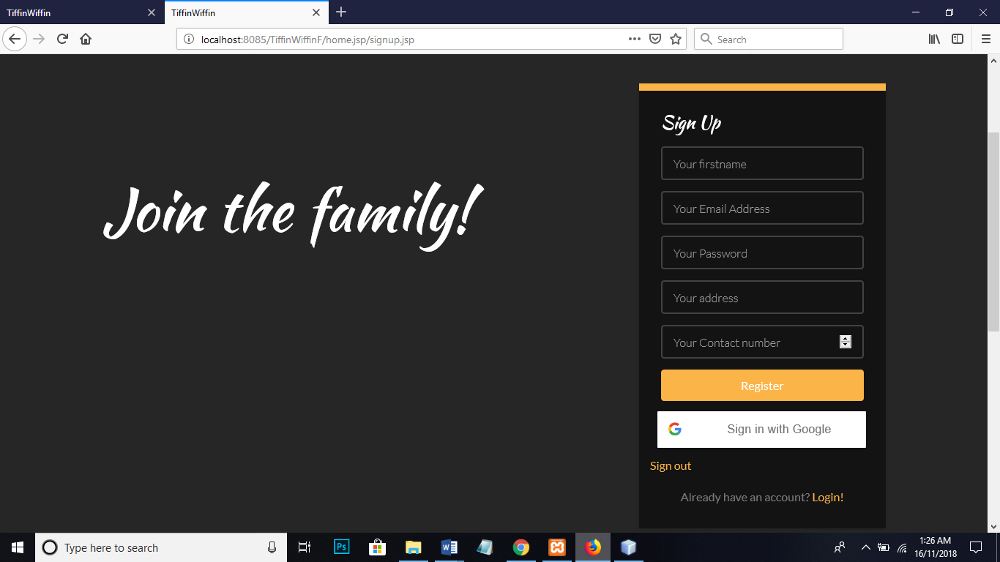 TiffinWiffin
TiffinWiffin
localhost:8085/TiffinWiffinF/home.jsp/signup.jsp
Search
Join the family!
Sign Up
Your firstname
Your Email Address
Your Password
Your address
Your Contact number
Register
Sign in with Google
Sign out
Already have an account? Login!
Type here to search
Ps
W
1:26 AM
16/11/2018